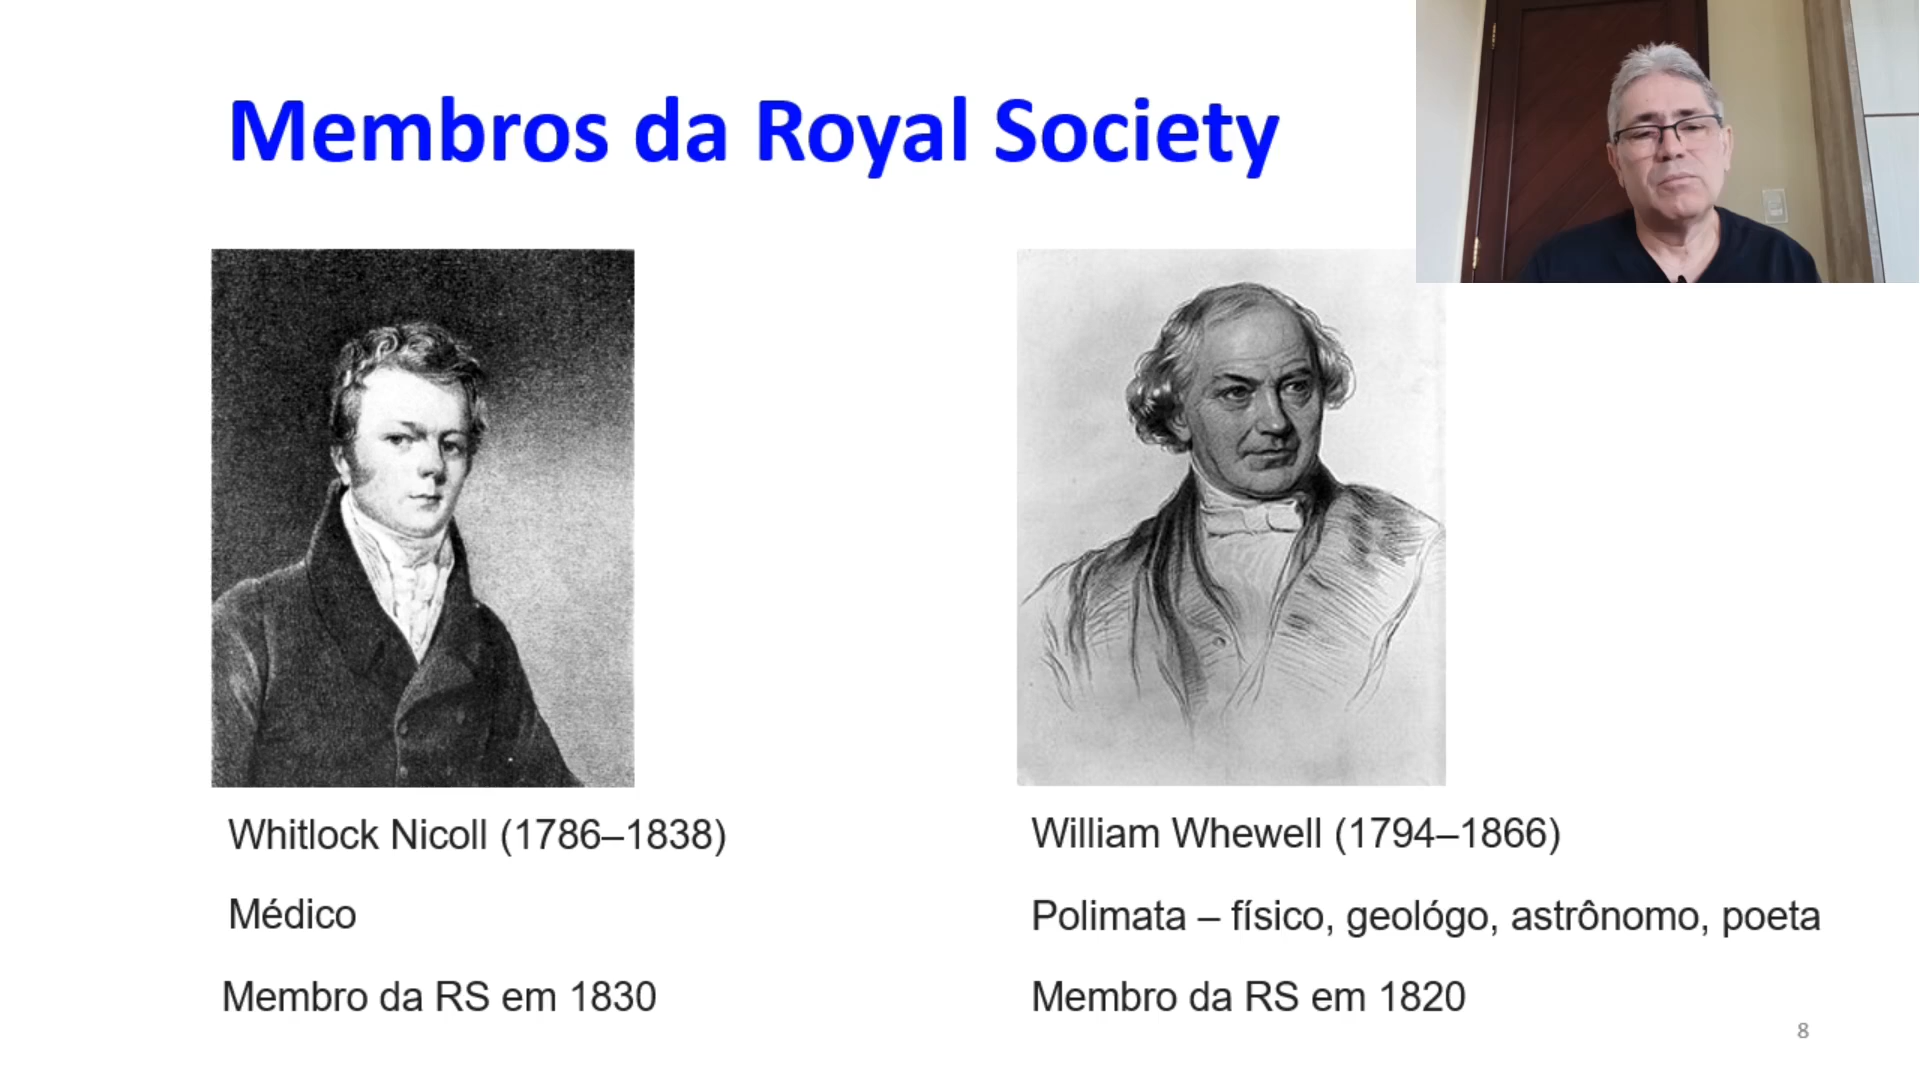 Membros da Royal Society
Whitlock Nicoll (1786–1838)
Médico
Membro da RS em 1830
William Whewell (1794–1866)
Polimata – físico, geológo, astrônomo, poeta
Membro da RS em 1820
8